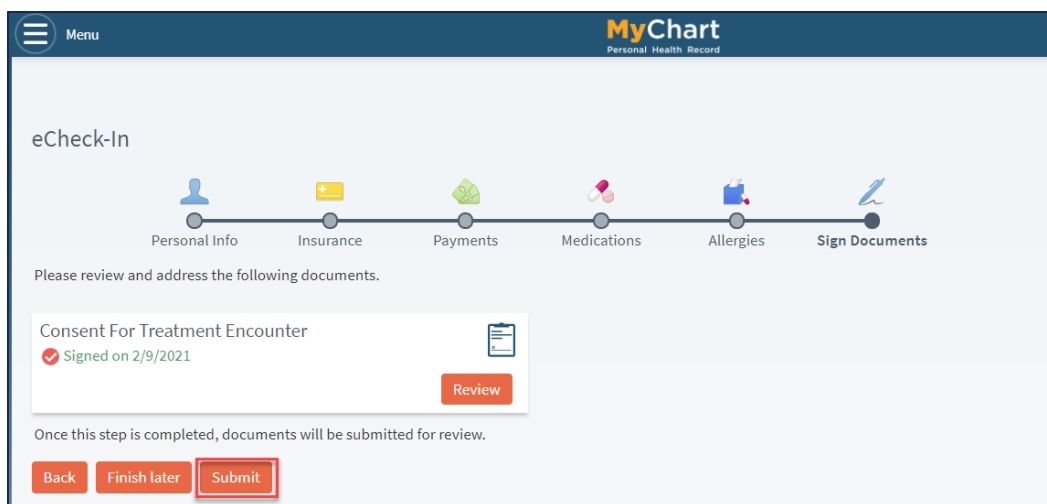 Menu
MyChart
Personal Health Record
eCheck-In
Personal Info
Insurance
Payments
Medications
Allergies
Sign Documents
Please review and address the following documents.
Consent For Treatment Encounter
Signed on 2/9/2021
Review
Once this step is completed, documents will be submitted for review.
Back
Finish later
Submit